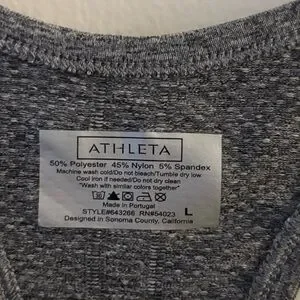 ATHLETA
50% Polyester 45% Nylon 5% Spandex
Machine wash cold/Do not bleach/Tumble dry low
Cool iron if needed/Do not dry clean
"Wash with similar colors together"
Made in Portugal
STYLE#643266 RN#54023 L
Designed in Sonoma County, California